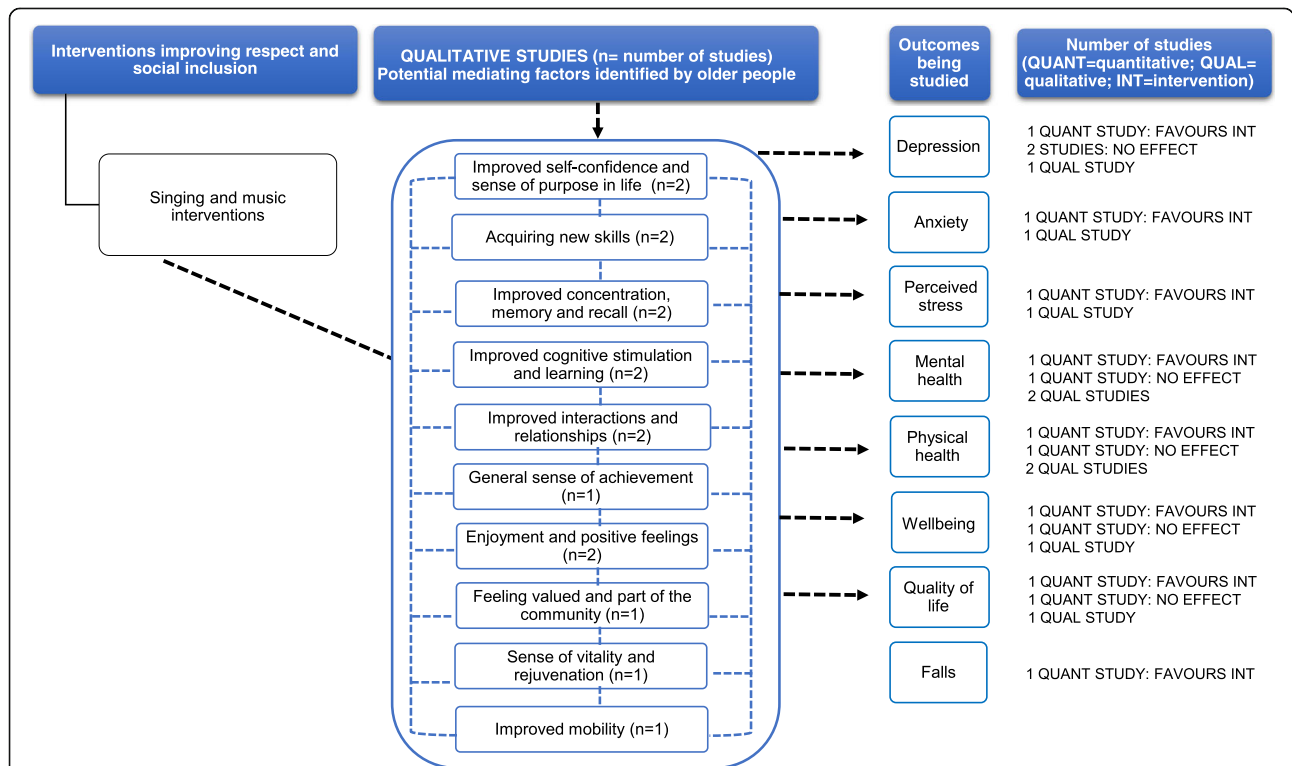 Interventions improving respect and
social inclusion
QUALITATIVE STUDIES (n= number of studies)
Potential mediating factors identified by older people
Outcomes
being
studied
Number of studies
(QUANT=quantitative; QUAL=
qualitative; INT=intervention)
Singing and music
interventions
Improved self-confidence and
sense of purpose in life (n=2)
Acquiring new skills (n=2)
Improved concentration,
memory and recall (n=2)
Improved cognitive stimulation
and learning (n=2)
Improved interactions and
relationships (n=2)
General sense of achievement
(n=1)
Enjoyment and positive feelings
(n=2)
Feeling valued and part of the
community (n=1)
Sense of vitality and
rejuvenation (n=1)
Improved mobility (n=1)
Depression
1 QUANT STUDY: FAVOURS INT
2 STUDIES: NO EFFECT
1 QUAL STUDY
Anxiety
1 QUANT STUDY: FAVOURS INT
1 QUAL STUDY
Perceived
stress
1 QUANT STUDY: FAVOURS INT
1 QUAL STUDY
Mental
health
1 QUANT STUDY: FAVOURS INT
1 QUANT STUDY: NO EFFECT
2 QUAL STUDIES
Physical
health
1 QUANT STUDY: FAVOURS INT
1 QUANT STUDY: NO EFFECT
2 QUAL STUDIES
Wellbeing
1 QUANT STUDY: FAVOURS INT
1 QUANT STUDY: NO EFFECT
1 QUAL STUDY
Quality of
life
1 QUANT STUDY: FAVOURS INT
1 QUANT STUDY: NO EFFECT
1 QUAL STUDY
Falls
1 QUANT STUDY: FAVOURS INT